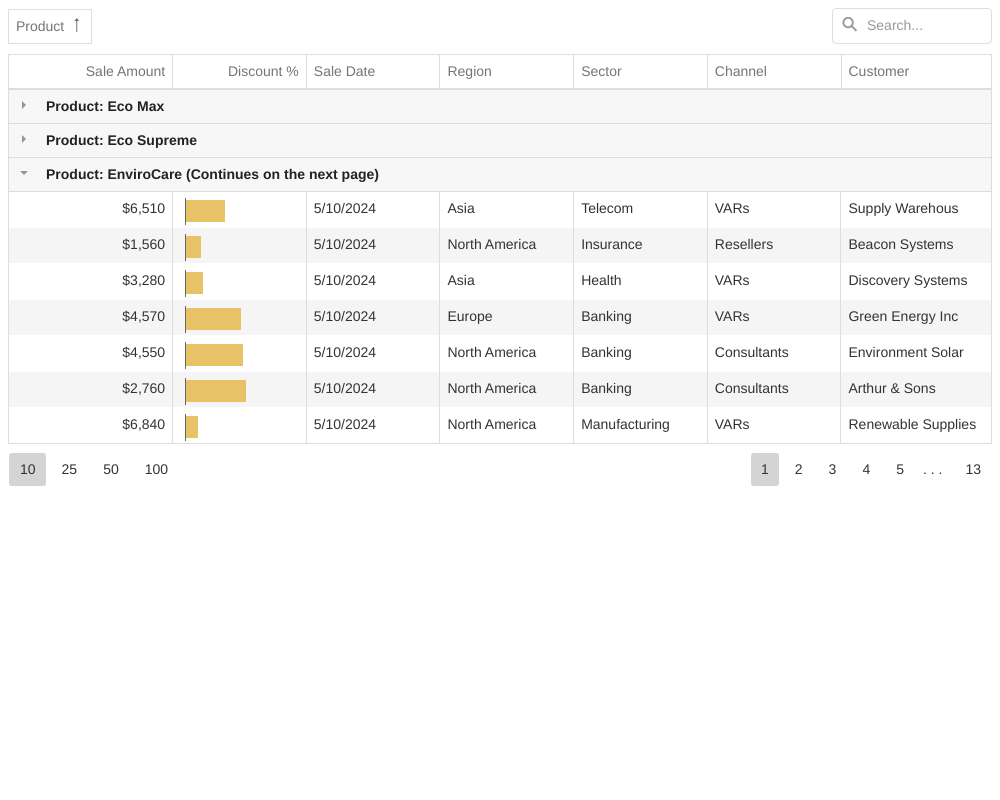 Product
Search...
Sale Amount Discount % Sale Date Region Sector Channel Customer
Product: Eco Max
Product: Eco Supreme
Product: EnviroCare (Continues on the next page)
$6,510 5/10/2024 Asia Telecom VARs Supply Warehous
$1,560 5/10/2024 North America Insurance Resellers Beacon Systems
$3,280 5/10/2024 Asia Health VARs Discovery Systems
$4,570 5/10/2024 Europe Banking VARs Green Energy Inc
$4,550 5/10/2024 North America Banking Consultants Environment Solar
$2,760 5/10/2024 North America Banking Consultants Arthur & Sons
$6,840 5/10/2024 North America Manufacturing VARs Renewable Supplies
10 25 50 100 1 2 3 4 5 . . . 13